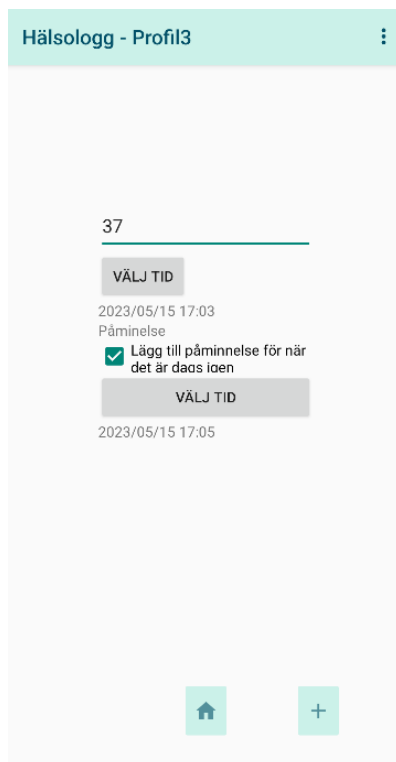 Hälsologg - Profil3
37
VÄLJ TID
2023/05/15 17:03
Påminelse
Lägg till påminnelse för när
det är dags igen
VÄLJ TID
2023/05/15 17:05